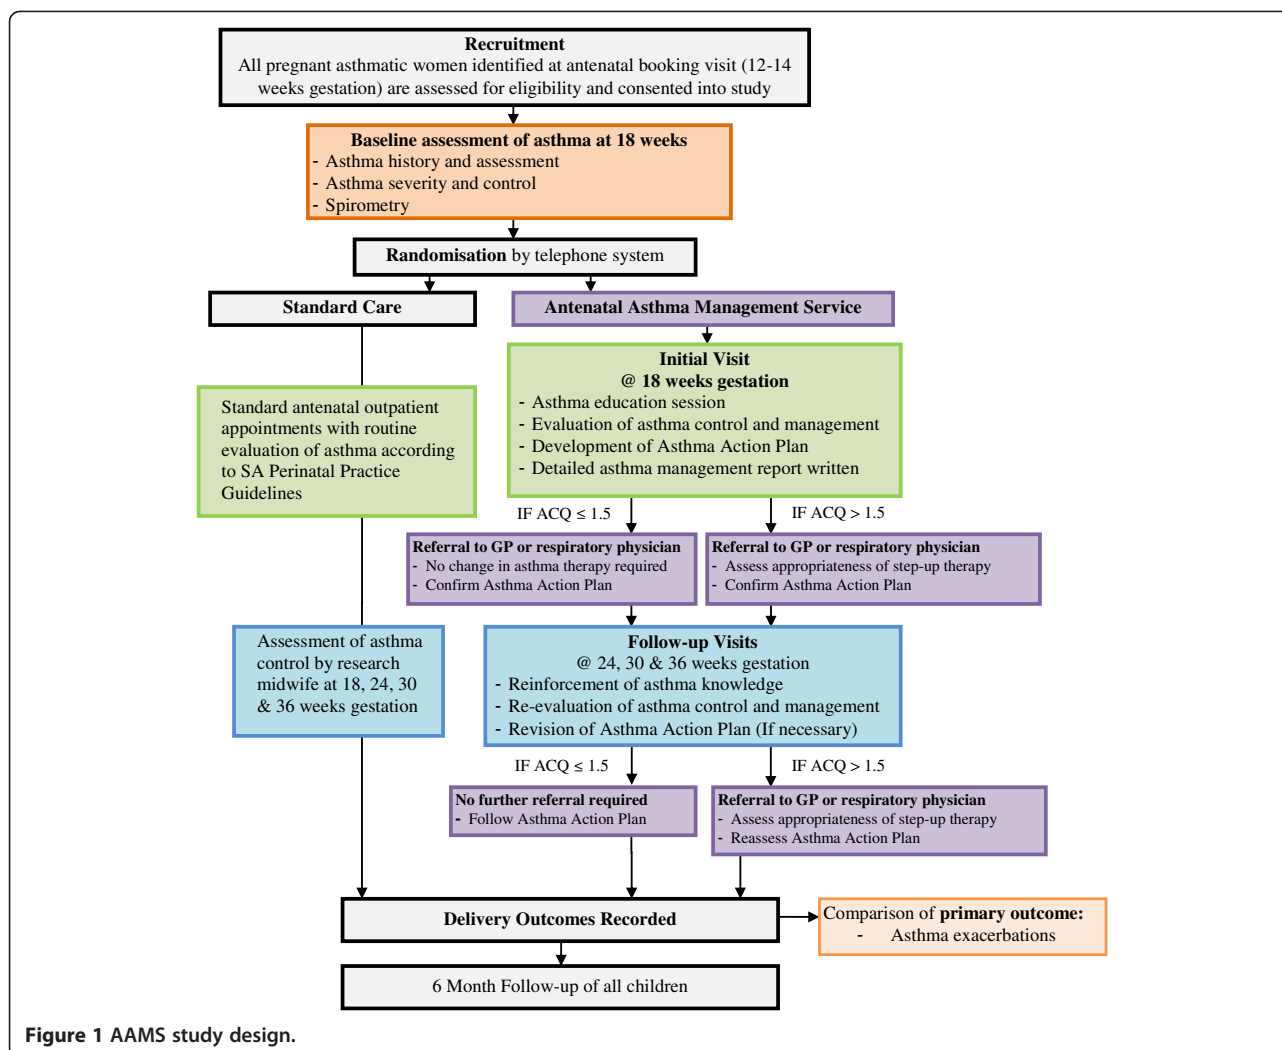 Recruitment
All pregnant asthmatic women identified at antenatal booking visit (12-14
weeks gestation) are assessed for eligibility and consented into study
Baseline assessment of asthma at 18 weeks
- Asthma history and assessment
- Asthma severity and control
- Spirometry
Randomisation by telephone system
Standard Care
Antenatal Asthma Management Service
Initial Visit
@ 18 weeks gestation
- Asthma education session
- Evaluation of asthma control and management
- Development of Asthma Action Plan
- Detailed asthma management report written
Standard antenatal outpatient
appointments with routine
evaluation of asthma according
to SA Perinatal Practice
Guidelines
IF ACQ ≤ 1.5
IF ACQ > 1.5
Referral to GP or respiratory physician
- No change in asthma therapy required
- Confirm Asthma Action Plan
Referral to GP or respiratory physician
- Assess appropriateness of step-up therapy
- Confirm Asthma Action Plan
Assessment of asthma
control by research
midwife at 18, 24, 30
& 36 weeks gestation
Follow-up Visits
@ 24, 30 & 36 weeks gestation
- Reinforcement of asthma knowledge
- Re-evaluation of asthma control and management
- Revision of Asthma Action Plan (If necessary)
IF ACQ ≤ 1.5
IF ACQ > 1.5
No further referral required
- Follow Asthma Action Plan
Referral to GP or respiratory physician
- Assess appropriateness of step-up therapy
- Reassess Asthma Action Plan
Delivery Outcomes Recorded
Comparison of primary outcome:
- Asthma exacerbations
6 Month Follow-up of all children
Figure 1 AAMS study design.